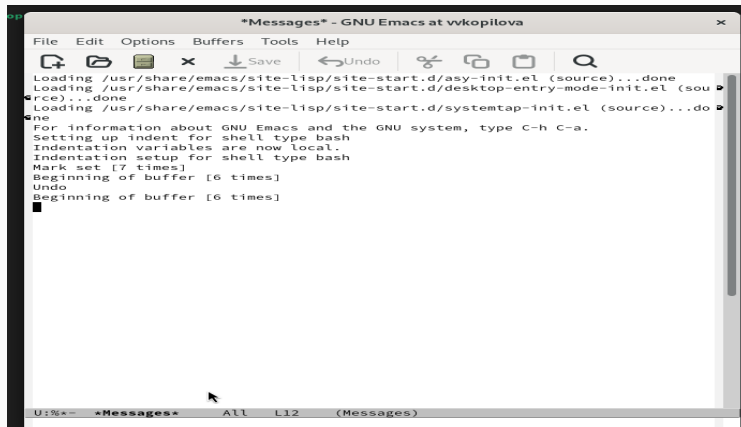 op
*Messages* - GNU Emacs at vvkopilova
File Edit Options Buffers Tools Help
Save Undo
Loading /usr/share/emacs/site-lisp/site-start.d/asy-init.el (source)...done
Loading /usr/share/emacs/site-lisp/site-start.d/desktop-entry-mode-init.el (sou
rce)...done
Loading /usr/share/emacs/site-lisp/site-start.d/systemtap-init.el (source)...do
ne
For information about GNU Emacs and the GNU system, type C-h C-a.
Setting up indent for shell type bash
Indentation variables are now local.
Indentation setup for shell type bash
Mark set [7 times]
Beginning of buffer [6 times]
Undo
Beginning of buffer [6 times]
U:%*- *Messages* All L12 (Messages)